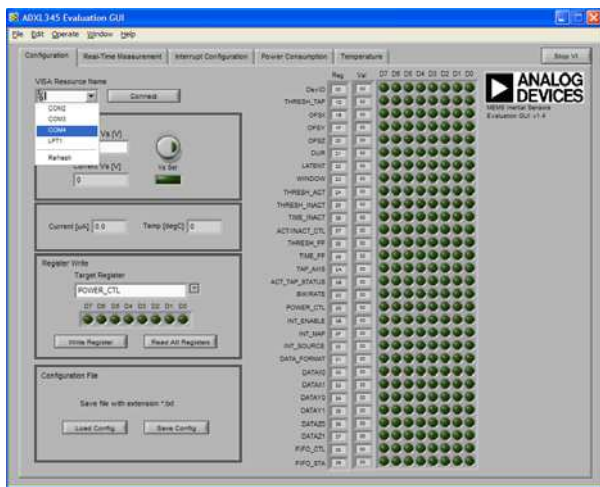 ADXL345 Evaluation GUI
File Edit Operate Window Help
Configuration Real-Time Measurement Interrupt Configuration Power Consumption Temperature Stop VI
VISA Resource Name
Connect
COM2
COM3
COM4
LPT1
Refresh
Vs (V)
Vs Set
Current Vs [V]
0
Current [uA] 0.0 Temp [degC] 0
Register Write
Target Register
POWER_CTL
D7 D6 D5 D4 D3 D2 D1 D0
Write Register Read All Registers
Configuration File
Save file with extension *.txt
Load Config. Save Config.
Reg Val D7 D6 D5 D4 D3 D2 D1 D0
DevID
THRESH_TAP
OFSX
OFSY
OFSZ
DUR
LATENT
WINDOW
THRESH_ACT
THRESH_INACT
TIME_INACT
ACT/INACT_CTL
THRESH_FF
TIME_FF
TAP_AXIS
ACT_TAP_STATUS
BW/RATE
POWER_CTL
INT_ENABLE
INT_MAP
INT_SOURCE
DATA_FORMAT
DATAX0
DATAX1
DATAY0
DATAY1
DATAZ0
DATAZ1
FIFO_CTL
FIFO_STA
ANALOG
DEVICES
MEMS Inertial Sensors
Evaluation GUI v1.4